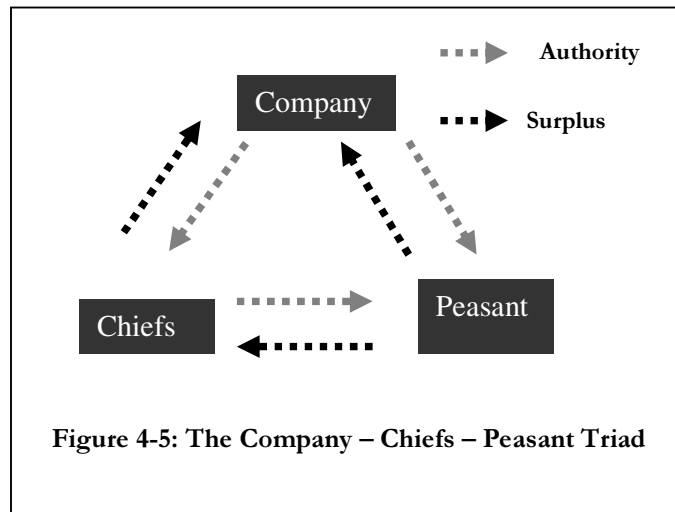 Authority
Company
Surplus
Chiefs
Peasant
Figure 4-5: The Company – Chiefs – Peasant Triad